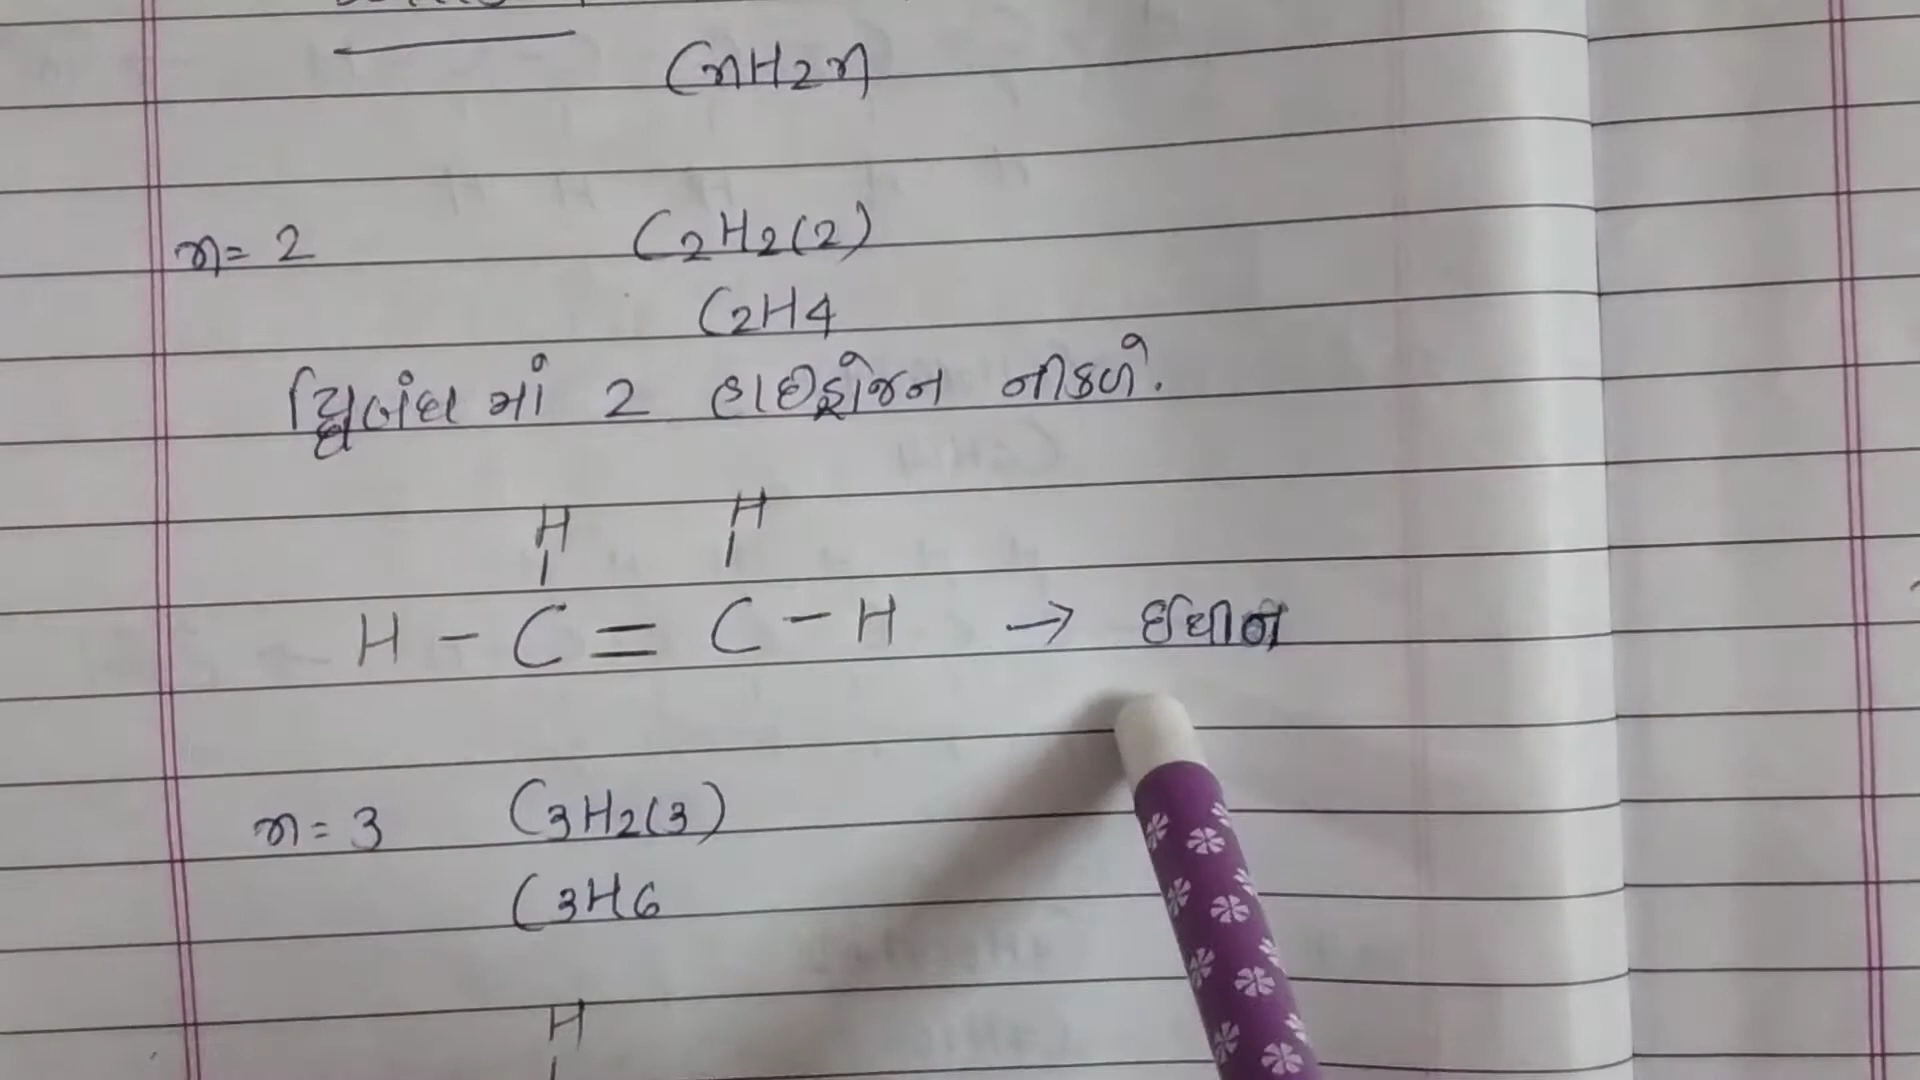 CnH2n
n = 2 C2H2(2)
C2H4
દ્વિબંધ માં 2 હાઇડ્રોજન નીકળે.
H H
H - C = C - H → ઇથીન
n = 3 C3H2(3)
C3H6
H